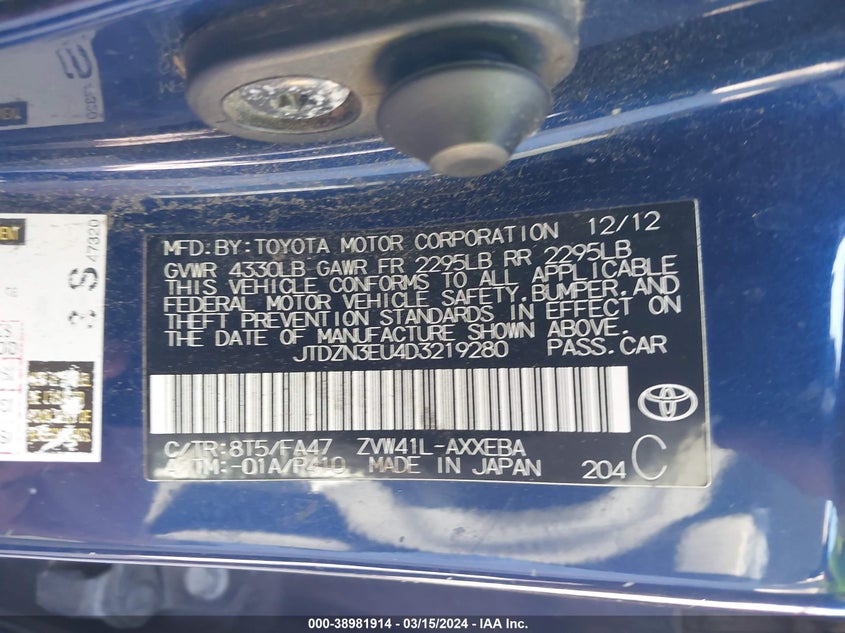 MFD.BY:TOYOTA MOTOR CORPORATION 12/12
GVWR 4330LB GAWR FR 2295LB RR 2295LB
THIS VEHICLE CONFORMS TO ALL APPLICABLE
FEDERAL MOTOR VEHICLE SAFETY,BUMPER,AND
THEFT PREVENTION STANDARDS IN EFFECT ON
THE DATE OF MANUFACTURE SHOWN ABOVE.
JTDZN3EU4D3219280 PASS.CAR
C/TR:8T5/FA47 ZVW41L-AXXEBA
A/TM:-01A/P410 MADE IN JAPAN 204 C
3 S 47320
000-38981914 - 03/15/2024 - IAA Inc.